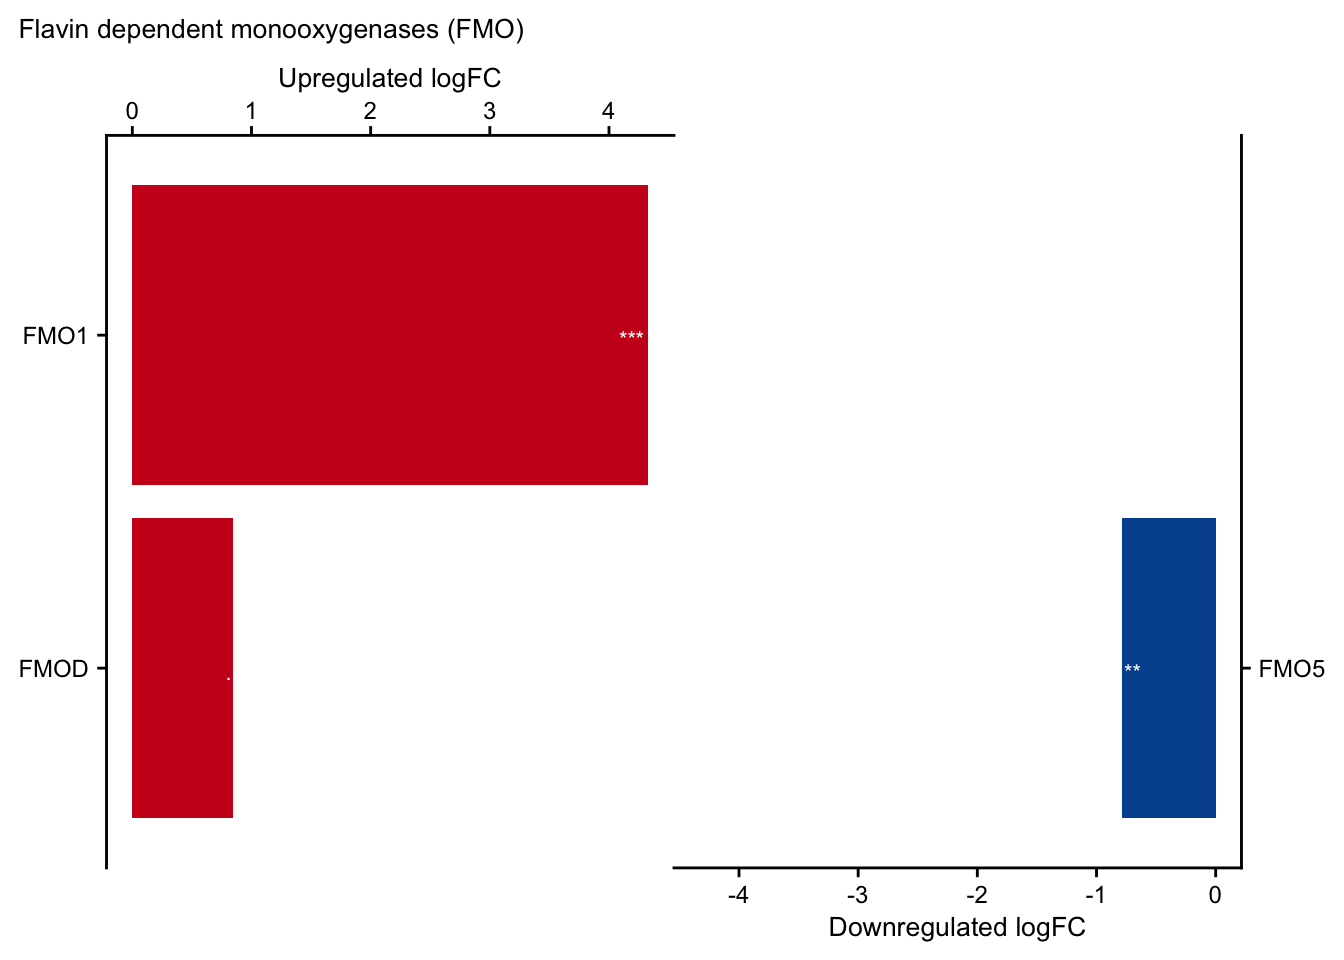 Flavin dependent monooxygenases (FMO)
Upregulated logFC
0 1 2 3 4
FMO1
***
FMOD
.
**
FMO5
-4 -3 -2 -1 0
Downregulated logFC